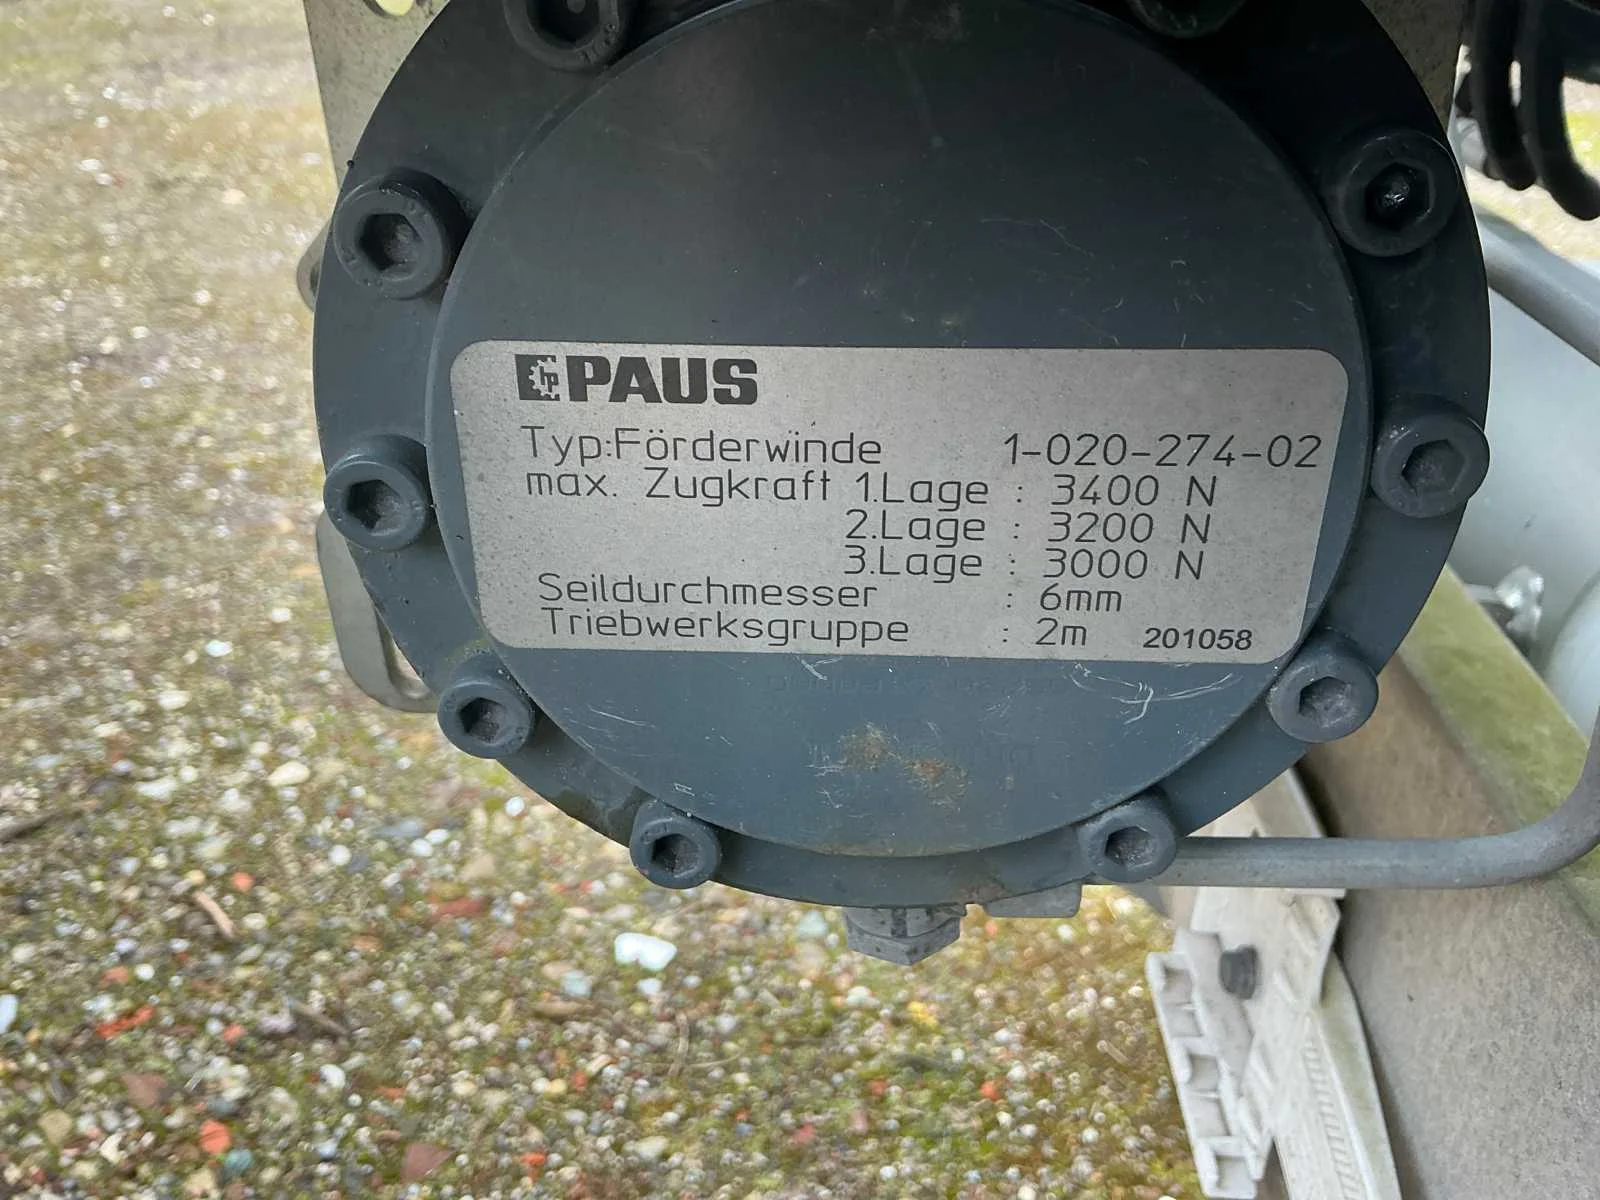 PAUS
Typ:Förderwinde 1-020-274-02
max. Zugkraft 1.Lage : 3400 N
2.Lage : 3200 N
3.Lage : 3000 N
Seildurchmesser : 6mm
Triebwerksgruppe : 2m 201058